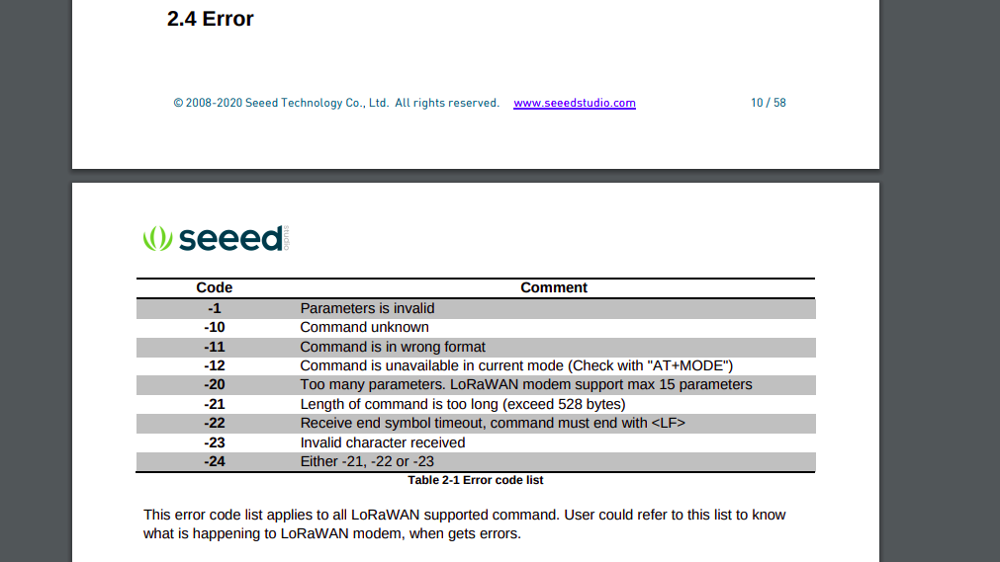 2.4 Error
© 2008-2020 Seeed Technology Co., Ltd. All rights reserved. www.seeedstudio.com 10 / 58
seeed studio
Code Comment
-1 Parameters is invalid
-10 Command unknown
-11 Command is in wrong format
-12 Command is unavailable in current mode (Check with "AT+MODE")
-20 Too many parameters. LoRaWAN modem support max 15 parameters
-21 Length of command is too long (exceed 528 bytes)
-22 Receive end symbol timeout, command must end with <LF>
-23 Invalid character received
-24 Either -21, -22 or -23
Table 2-1 Error code list
This error code list applies to all LoRaWAN supported command. User could refer to this list to know
what is happening to LoRaWAN modem, when gets errors.